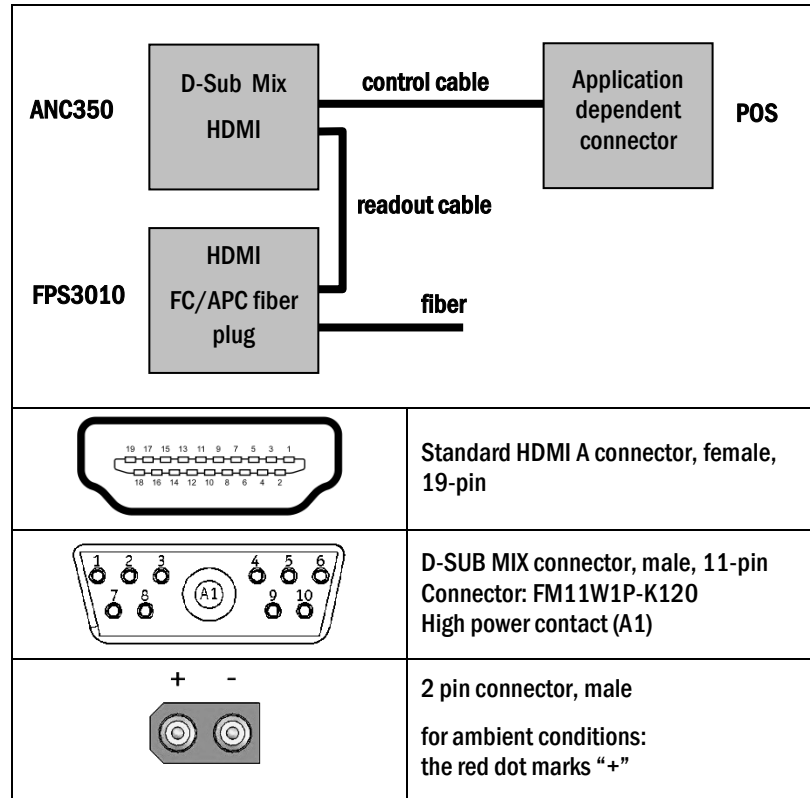 ANC350
D-Sub Mix
HDMI
control cable
Application
dependent
connector
POS
readout cable
FPS3010
HDMI
FC/APC fiber
plug
fiber
19 17 15 13 11 9 7 5 3 1
18 16 14 12 10 8 6 4 2
Standard HDMI A connector, female,
19-pin
1 2 3 4 5 6
7 8 A1 9 10
D-SUB MIX connector, male, 11-pin
Connector: FM11W1P-K120
High power contact (A1)
+ -
2 pin connector, male
for ambient conditions:
the red dot marks “+”